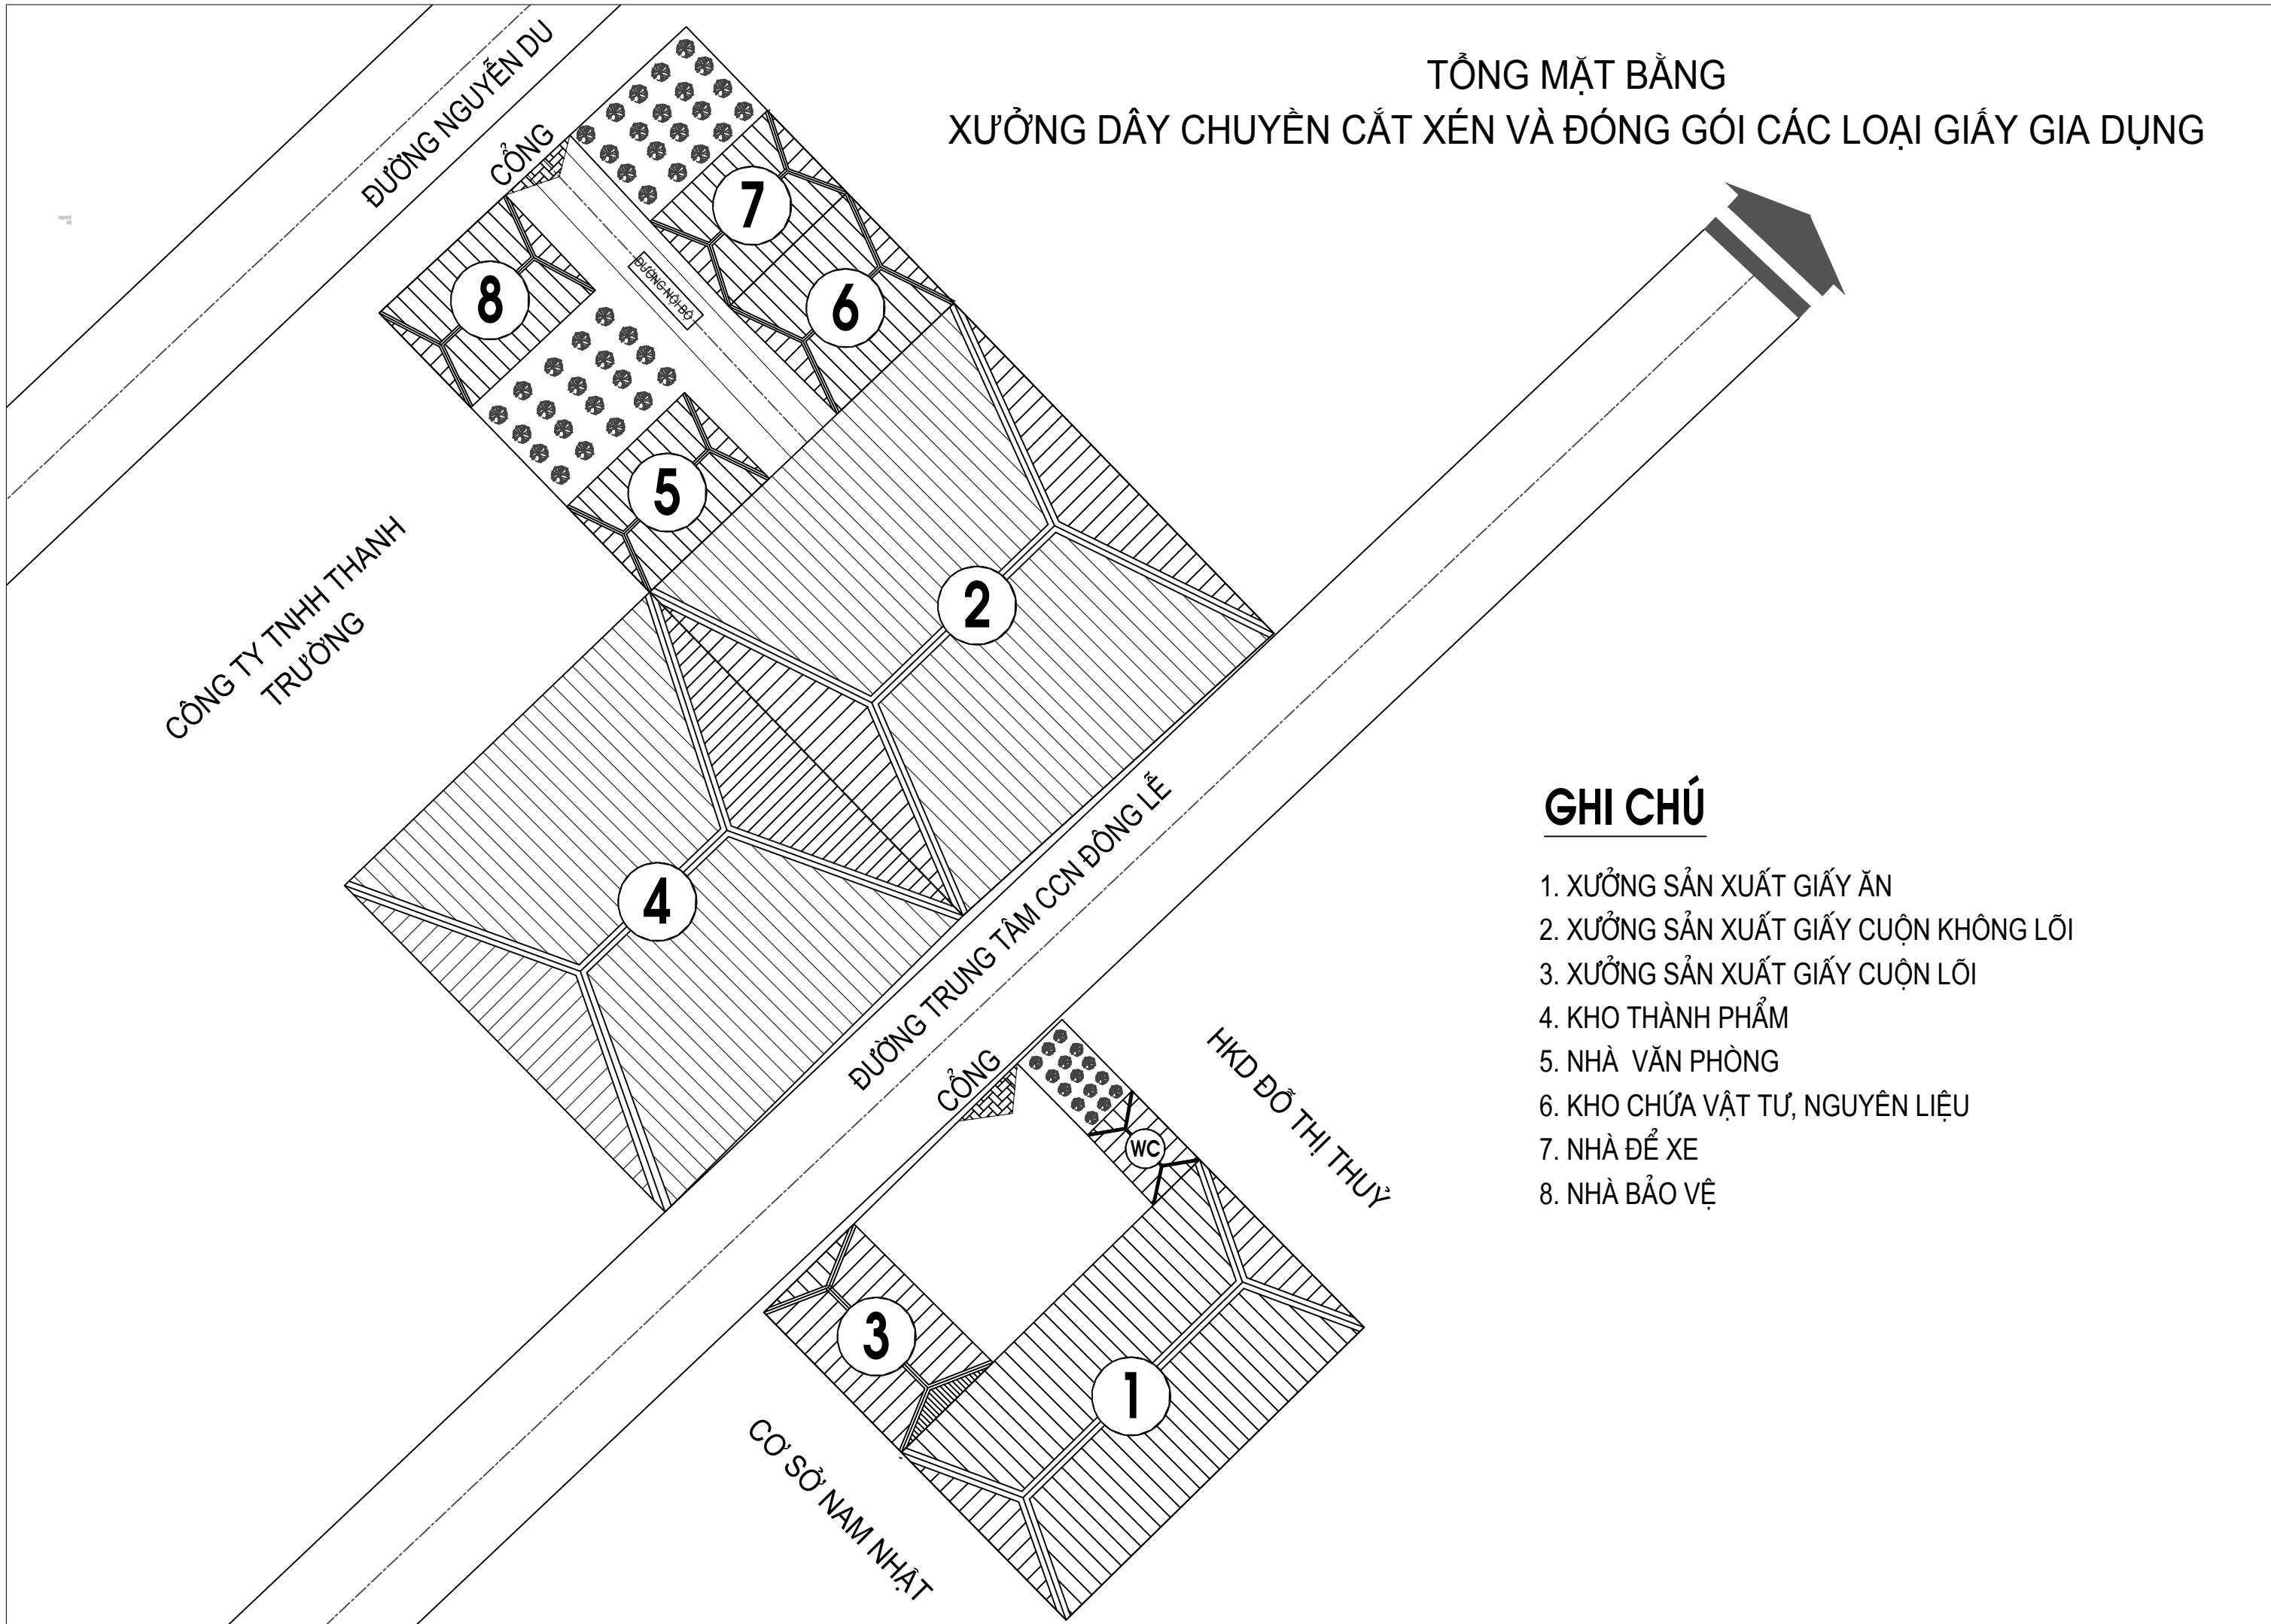 TỔNG MẶT BẰNG
XƯỞNG DÂY CHUYỀN CẮT XÉN VÀ ĐÓNG GÓI CÁC LOẠI GIẤY GIA DỤNG
ĐƯỜNG NGUYỄN DU
CỔNG
7
8
6
ĐƯỜNG NỘI BỘ
5
CÔNG TY TNHH THANH
TRƯỜNG
2
4
ĐƯỜNG TRUNG TÂM CCN ĐÔNG LỄ
CỔNG
HKD ĐỖ THỊ THUỶ
WC
3
1
CƠ SỞ NAM NHẬT
GHI CHÚ
1. XƯỞNG SẢN XUẤT GIẤY ĂN
2. XƯỞNG SẢN XUẤT GIẤY CUỘN KHÔNG LÕI
3. XƯỞNG SẢN XUẤT GIẤY CUỘN LÕI
4. KHO THÀNH PHẨM
5. NHÀ VĂN PHÒNG
6. KHO CHỨA VẬT TƯ, NGUYÊN LIỆU
7. NHÀ ĐỂ XE
8. NHÀ BẢO VỆ